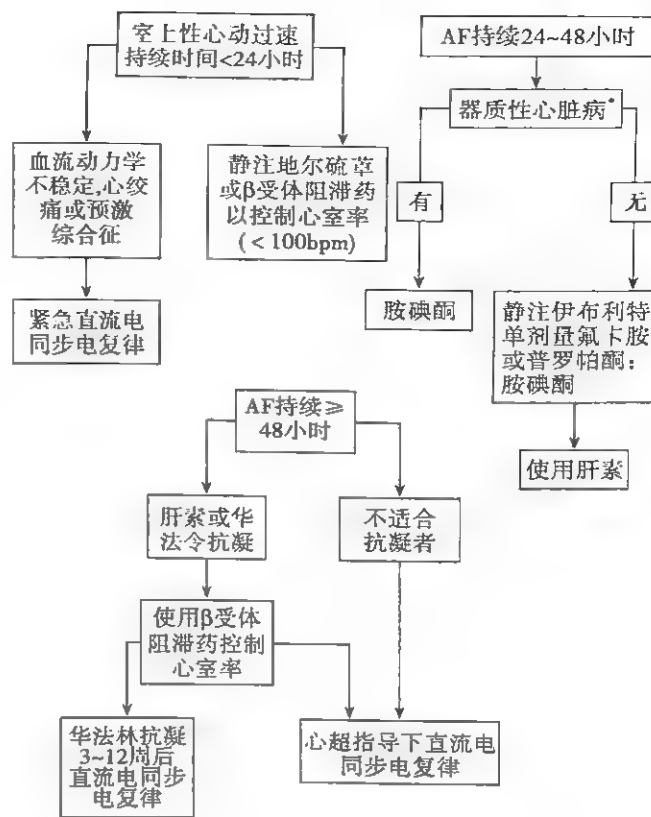 室上性心动过速
持续时间<24小时
血流动力学
不稳定,心绞
痛或预激
综合征
紧急直流电
同步电复律
静注地尔硫䓬
或β受体阻滞药
以控制心室率
(<100bpm)
AF持续24~48小时
器质性心脏病*
有
无
胺碘酮
静注伊布利特
单剂量氟卡胺
或普罗帕酮:
胺碘酮
使用肝素
AF持续≥
48小时
肝素或华
法令抗凝
不适合
抗凝者
使用β受体
阻滞药控制
心室率
华法林抗凝
3~12周后
直流电同步
电复律
心超指导下直流电
同步电复律